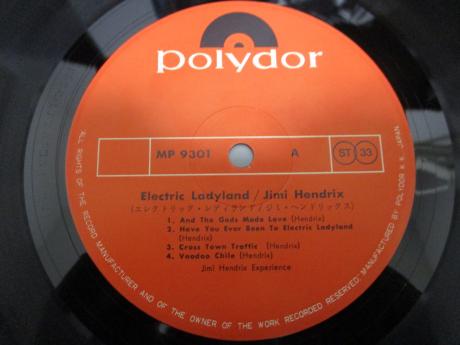 polydor
MP 9301 A ST 33
Electric Ladyland / Jimi Hendrix
(エレクトリック・レディランド/ジミ・ヘンドリックス)
1. And The Gods Made Love (Hendrix)
2. Have You Ever Been To Electric Ladyland
(Hendrix)
3. Cross Town Traffic (Hendrix)
4. Voodoo Chile (Hendrix)
Jimi Hendrix Experience
ALL RIGHTS OF THE RECORD MANUFACTURER AND OF THE OWNER OF THE WORK RECORDED RESERVED. MANUFACTURED BY POLYDOR K.K. JAPAN